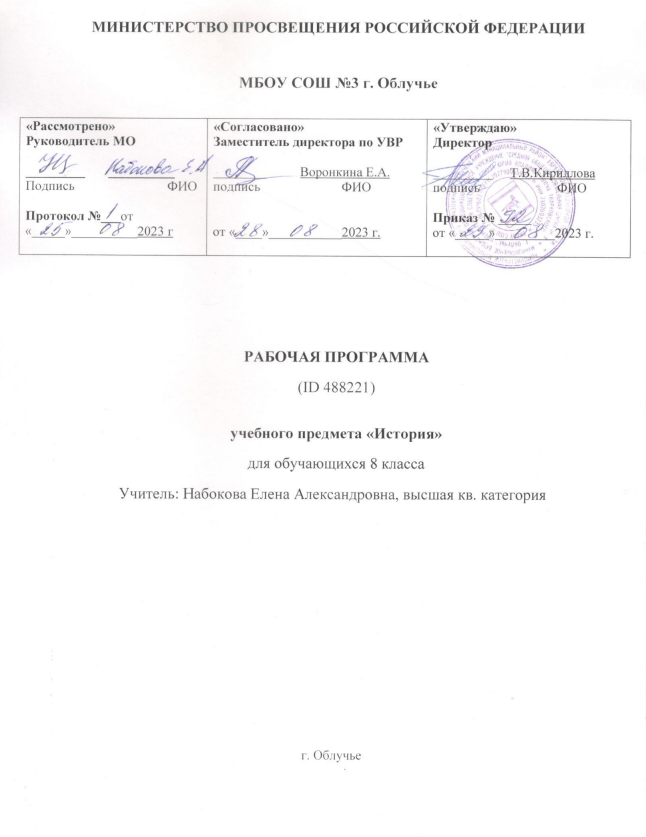 МИНИСТЕРСТВО ПРОСВЕЩЕНИЯ РОССИЙСКОЙ ФЕДЕРАЦИИ
МБОУ СОШ №3 г. Облучье
«Рассмотрено»
Руководитель МО
Набокова Е.А
Подпись ФИО
Протокол № 1 от
« 25 » 08 2023 г
«Согласовано»
Заместитель директора по УВР
Воронкина Е.А.
подпись ФИО
от «28» 08 2023 г.
«Утверждаю»
Директор
Т.В.Кириллова
подпись ФИО
Приказ № 92
от « 29 » 08 2023 г.
РАБОЧАЯ ПРОГРАММА
(ID 488221)
учебного предмета «История»
для обучающихся 8 класса
Учитель: Набокова Елена Александровна, высшая кв. категория
г. Облучье